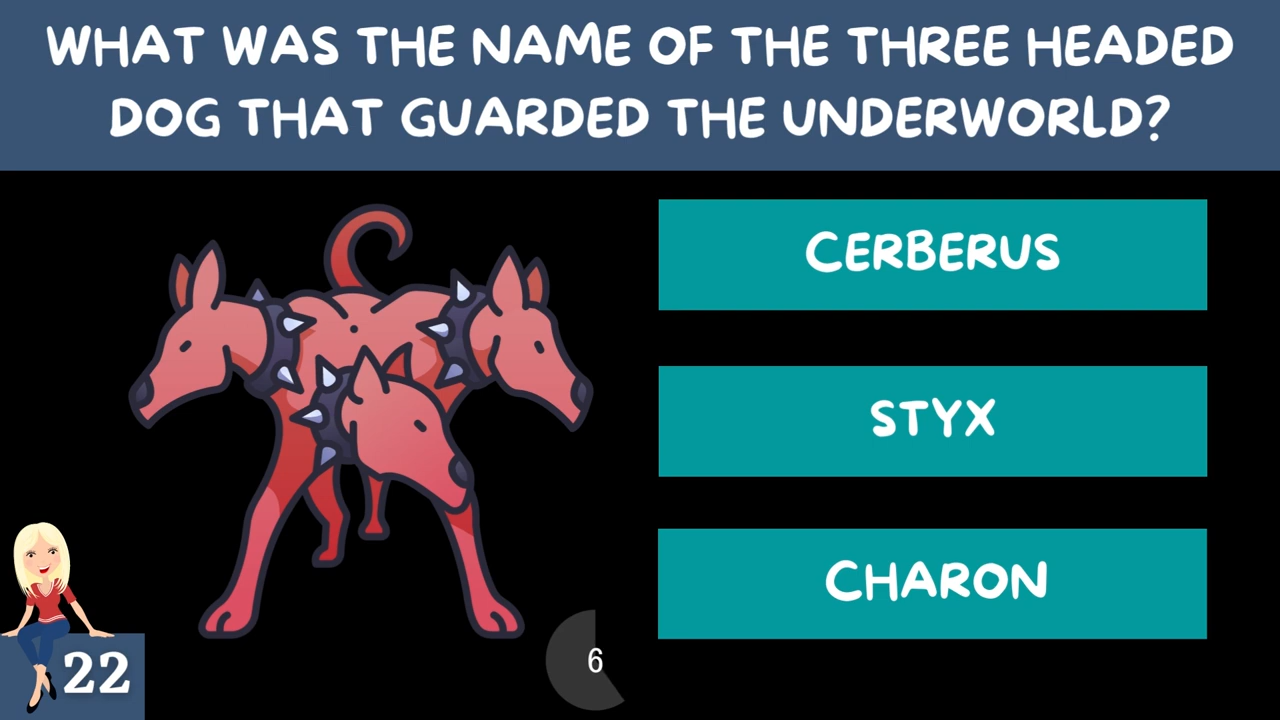 WHAT WAS THE NAME OF THE THREE HEADED
DOG THAT GUARDED THE UNDERWORLD?
CERBERUS
STYX
CHARON
22
6